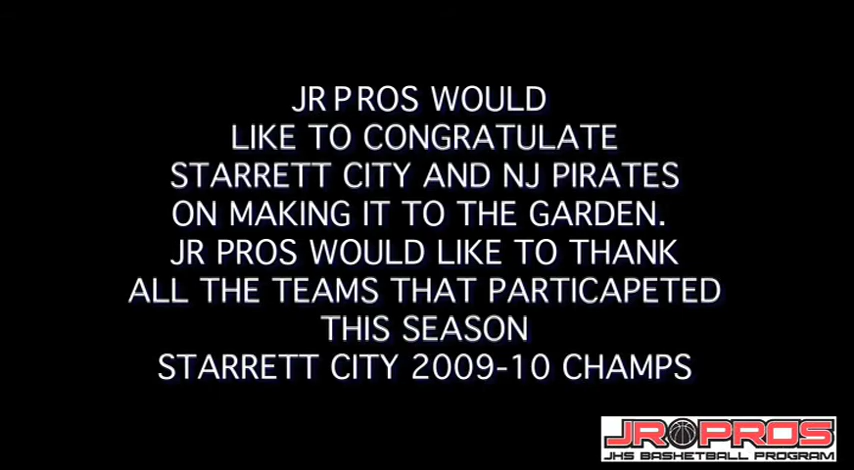 JR PROS WOULD
LIKE TO CONGRATULATE
STARRETT CITY AND NJ PIRATES
ON MAKING IT TO THE GARDEN.
JR PROS WOULD LIKE TO THANK
ALL THE TEAMS THAT PARTICAPETED
THIS SEASON
STARRETT CITY 2009-10 CHAMPS
JR PROS
JHS BASKETBALL PROGRAM